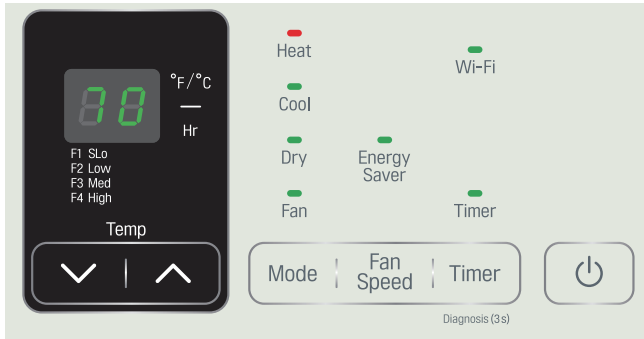 70
°F/°C
Hr
F1 SLo
F2 Low
F3 Med
F4 High
Temp
Heat
Wi-Fi
Cool
Dry
Energy
Saver
Fan
Timer
Mode
Fan
Speed
Timer
Diagnosis (3s)